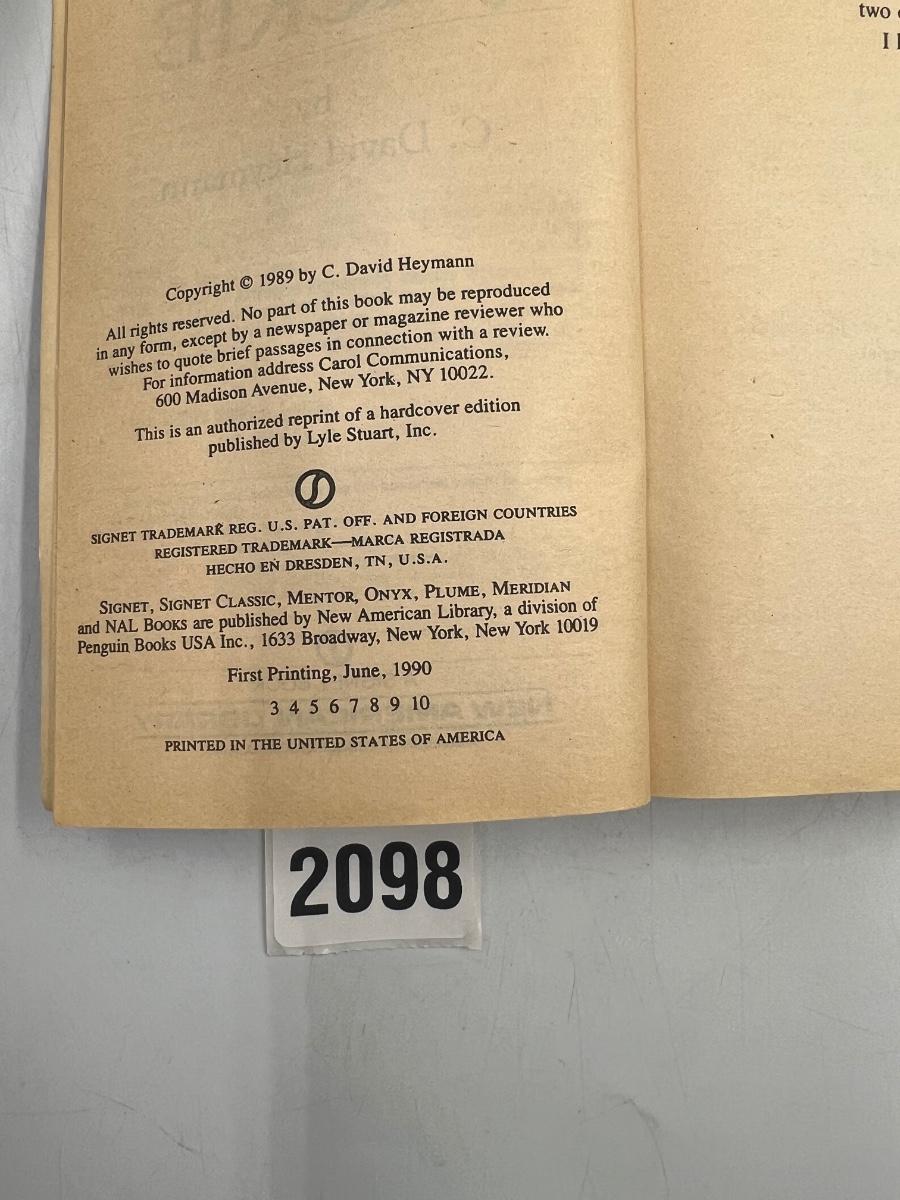 two
I
by
C. David Heymann
Copyright © 1989 by C. David Heymann
All rights reserved. No part of this book may be reproduced
in any form, except by a newspaper or magazine reviewer who
wishes to quote brief passages in connection with a review.
For information address Carol Communications,
600 Madison Avenue, New York, NY 10022.
This is an authorized reprint of a hardcover edition
published by Lyle Stuart, Inc.
SIGNET TRADEMARK REG. U.S. PAT. OFF. AND FOREIGN COUNTRIES
REGISTERED TRADEMARK—MARCA REGISTRADA
HECHO EN DRESDEN, TN, U.S.A.
SIGNET, SIGNET CLASSIC, MENTOR, ONYX, PLUME, MERIDIAN
and NAL BOOKS are published by New American Library, a division of
Penguin Books USA Inc., 1633 Broadway, New York, New York 10019
First Printing, June, 1990
3 4 5 6 7 8 9 10
PRINTED IN THE UNITED STATES OF AMERICA
2098